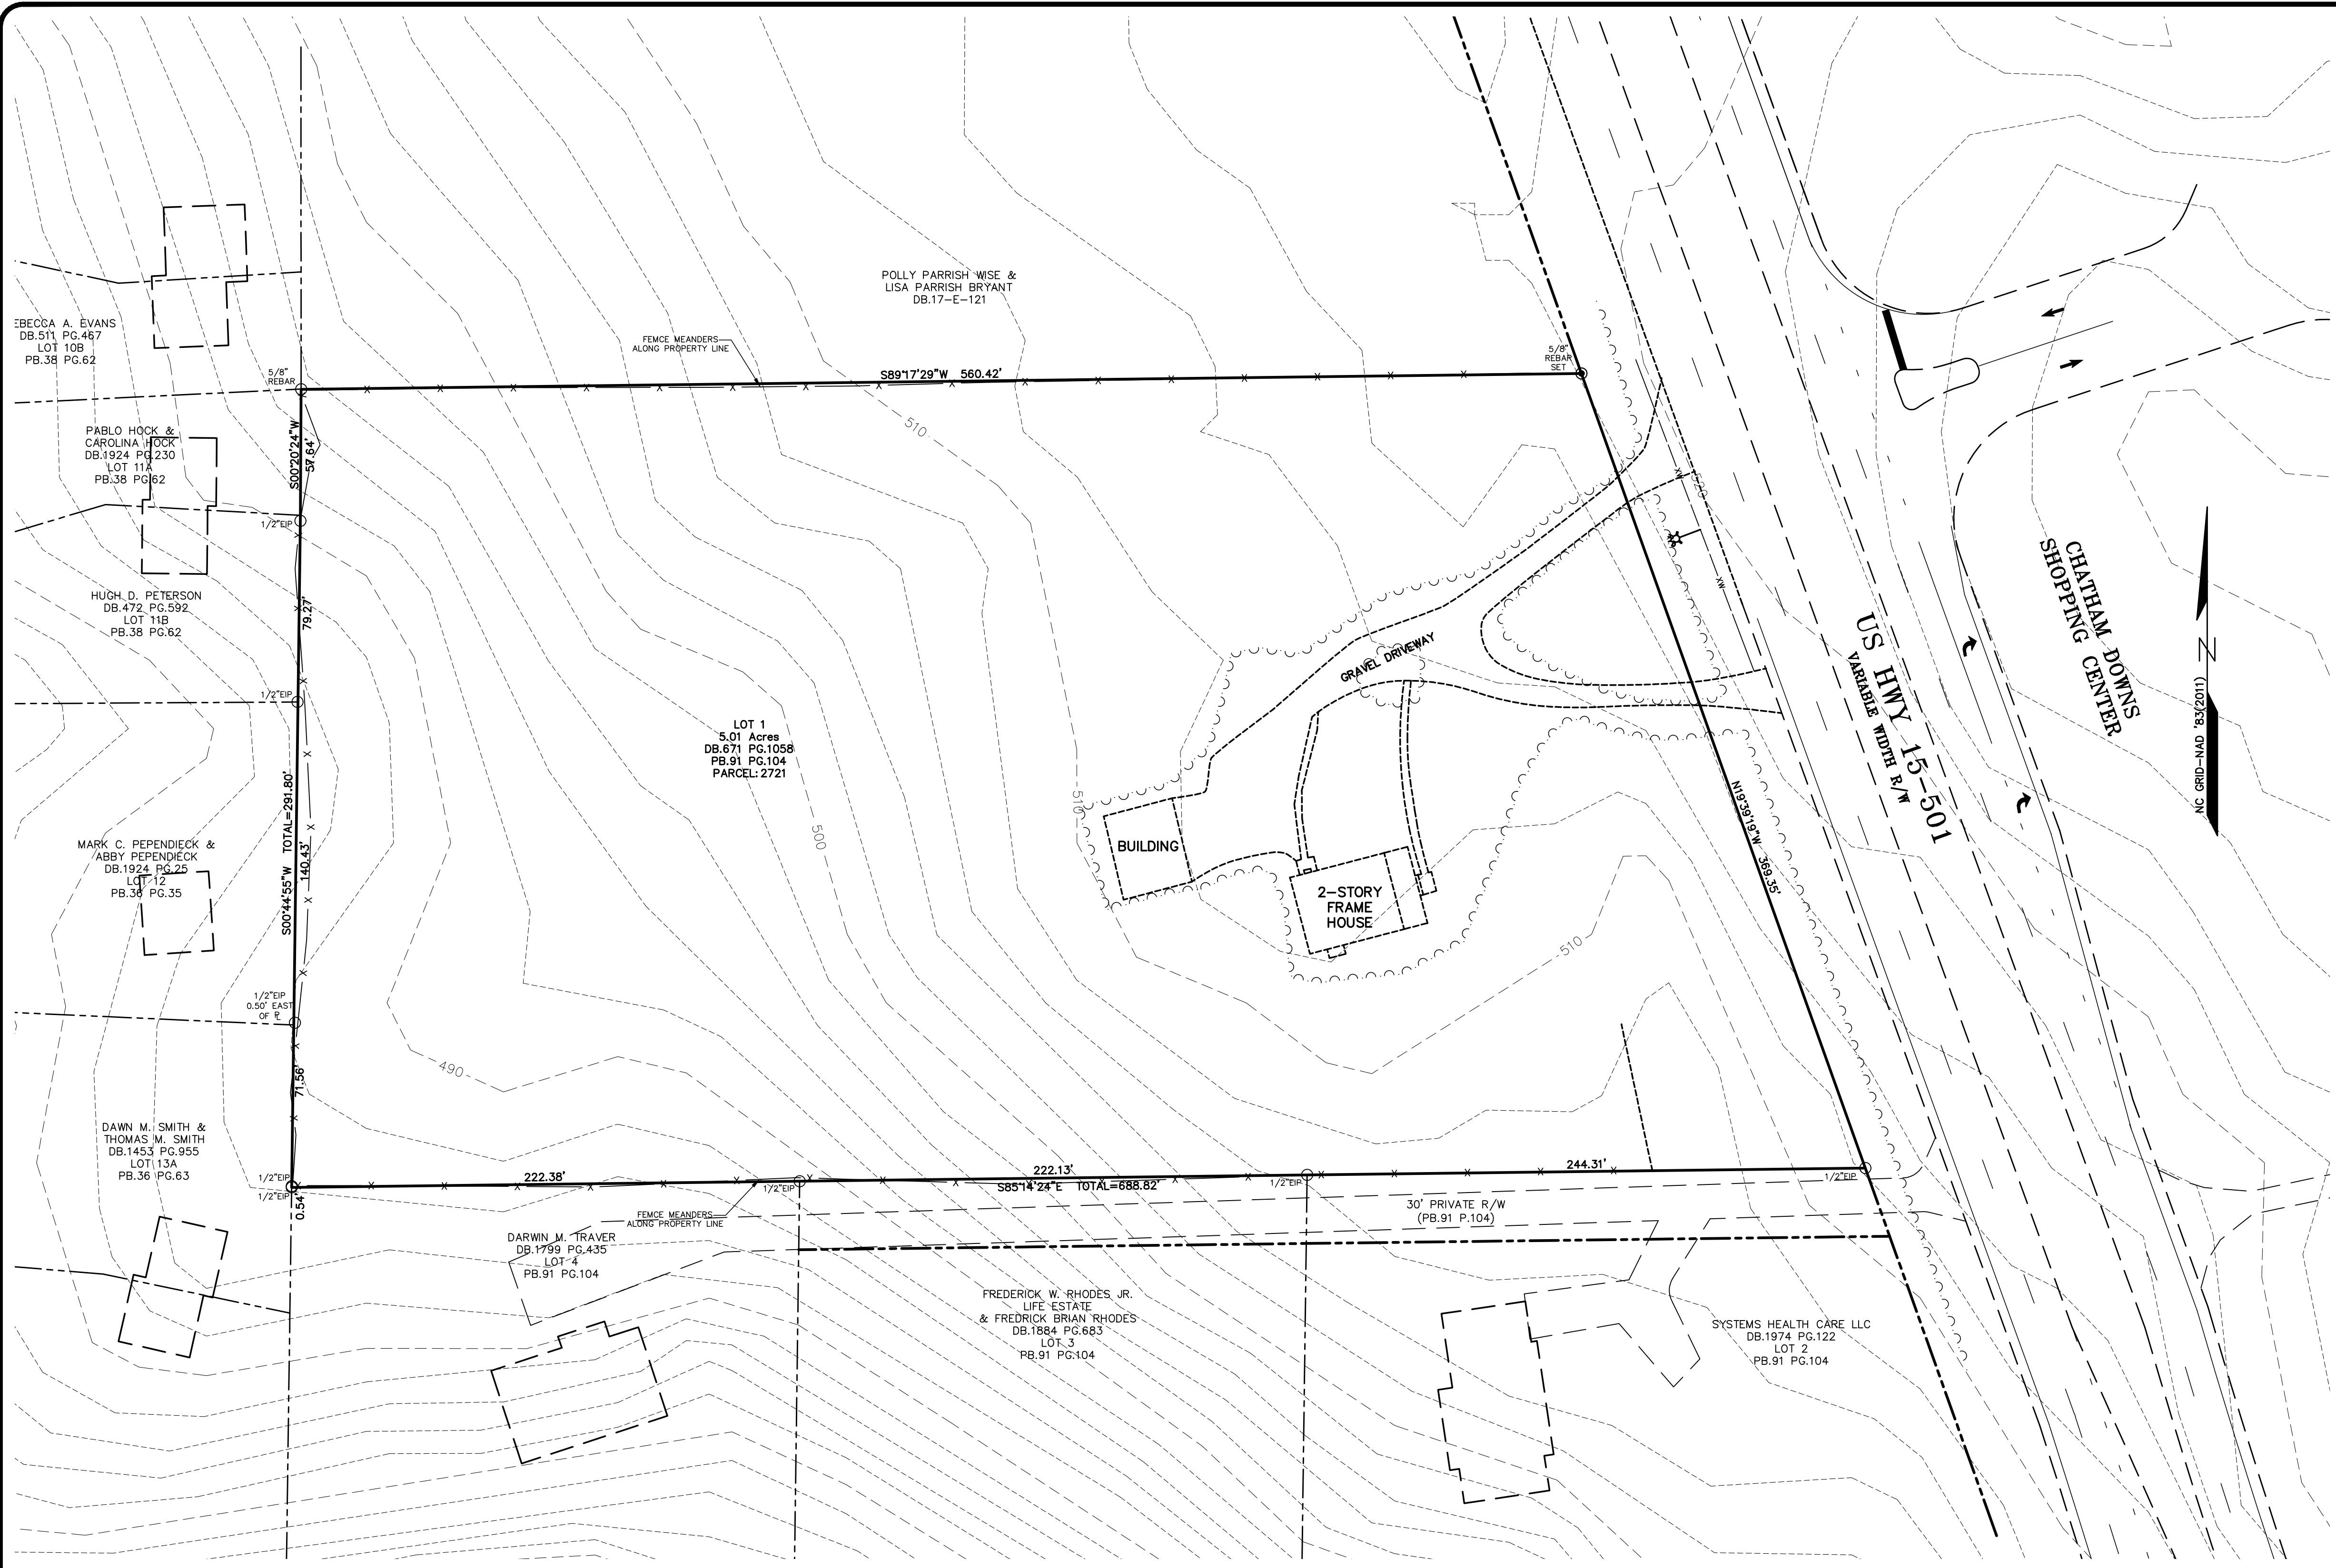 POLLY PARRISH WISE &
LISA PARRISH BRYANT
DB.17-E-121
EBECCA A. EVANS
DB.511 PG.467
LOT 10B
PB.38 PG.62
FEMCE MEANDERS
ALONG PROPERTY LINE
5/8"
REBAR
S89°17'29"W 560.42'
5/8"
REBAR
SET
510
PABLO HOCK &
CAROLINA HOCK
DB.1924 PG.230
LOT 11A
PB.38 PG.62
S00°20'24"W
57.64'
1/2"EIP
XW
520
XW
HUGH D. PETERSON
DB.472 PG.592
LOT 11B
PB.38 PG.62
79.27'
1/2"EIP
GRAVEL DRIVEWAY
CHATHAM DOWNS
SHOPPING CENTER
US HWY 15-501
VARIABLE WIDTH R/W
N
NC GRID-NAD '83(2011)
LOT 1
5.01 Acres
DB.671 PG.1058
PB.91 PG.104
PARCEL: 2721
510
500
BUILDING
2-STORY
FRAME
HOUSE
N19°39'19"W 369.35'
510
MARK C. PEPENDIECK &
ABBY PEPENDIECK
DB.1924 PG.25
LOT 12
PB.36 PG.35
S00°44'55"W TOTAL=291.80'
140.43'
1/2"EIP
0.50' EAST
OF ℄
490
71.56'
DAWN M. SMITH &
THOMAS M. SMITH
DB.1453 PG.955
LOT 13A
PB.36 PG.63
1/2"EIP
1/2"EIP
0.54'
222.38'
1/2"EIP
222.13'
S85°14'24"E TOTAL=688.82'
1/2"EIP
244.31'
1/2"EIP
FEMCE MEANDERS
ALONG PROPERTY LINE
30' PRIVATE R/W
(PB.91 P.104)
DARWIN M. TRAVER
DB.1799 PG.435
LOT 4
PB.91 PG.104
FREDERICK W. RHODES JR.
LIFE ESTATE
& FREDRICK BRIAN RHODES
DB.1884 PG.683
LOT 3
PB.91 PG.104
SYSTEMS HEALTH CARE LLC
DB.1974 PG.122
LOT 2
PB.91 PG.104